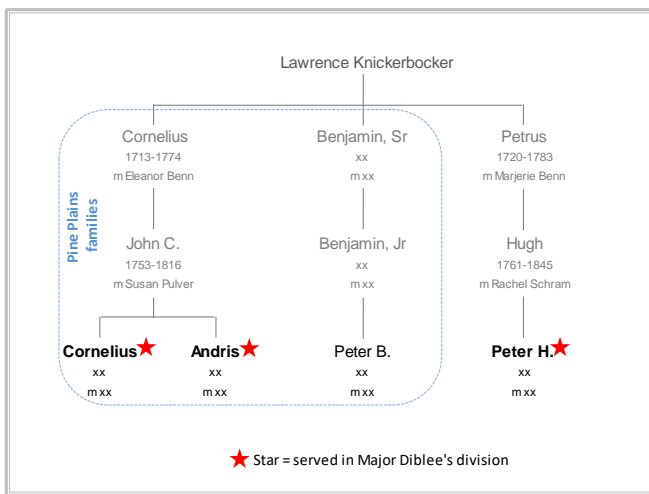 Lawrence Knickerbocker
Cornelius
1713-1774
m Eleanor Benn
Benjamin, Sr
xx
m xx
Petrus
1720-1783
m Marjerie Benn
Pine Plains
families
John C.
1753-1816
m Susan Pulver
Benjamin, Jr
xx
m xx
Hugh
1761-1845
m Rachel Schram
Cornelius
xx
m xx
Andris
xx
m xx
Peter B.
xx
m xx
Peter H.
xx
m xx
Star = served in Major Diblee's division